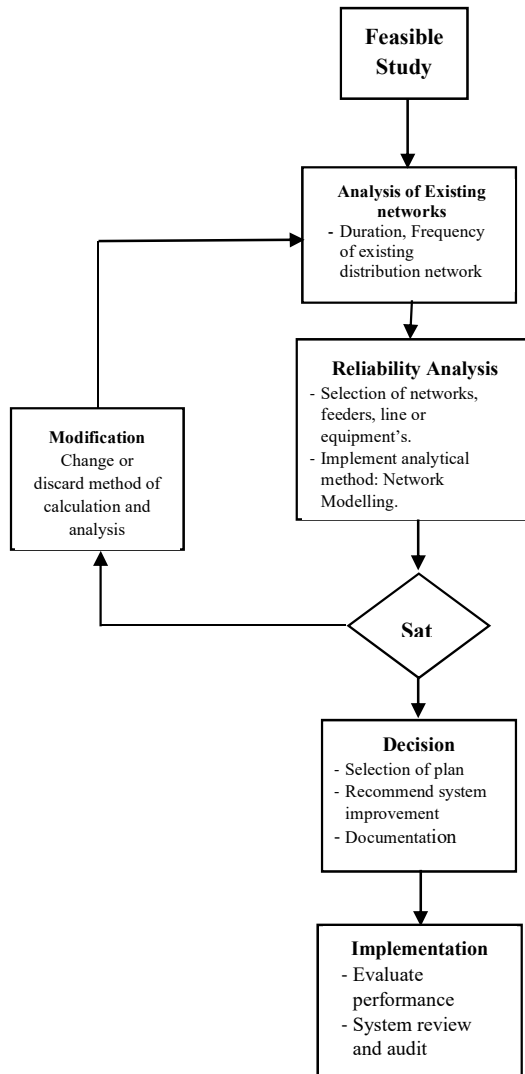 Feasible
Study
Analysis of Existing
networks
- Duration, Frequency
of existing
distribution network
Reliability Analysis
- Selection of networks,
feeders, line or
equipment’s.
- Implement analytical
method: Network
Modelling.
Modification
Change or
discard method of
calculation and
analysis
Sat
Decision
- Selection of plan
- Recommend system
improvement
- Documentation
Implementation
- Evaluate
performance
- System review
and audit